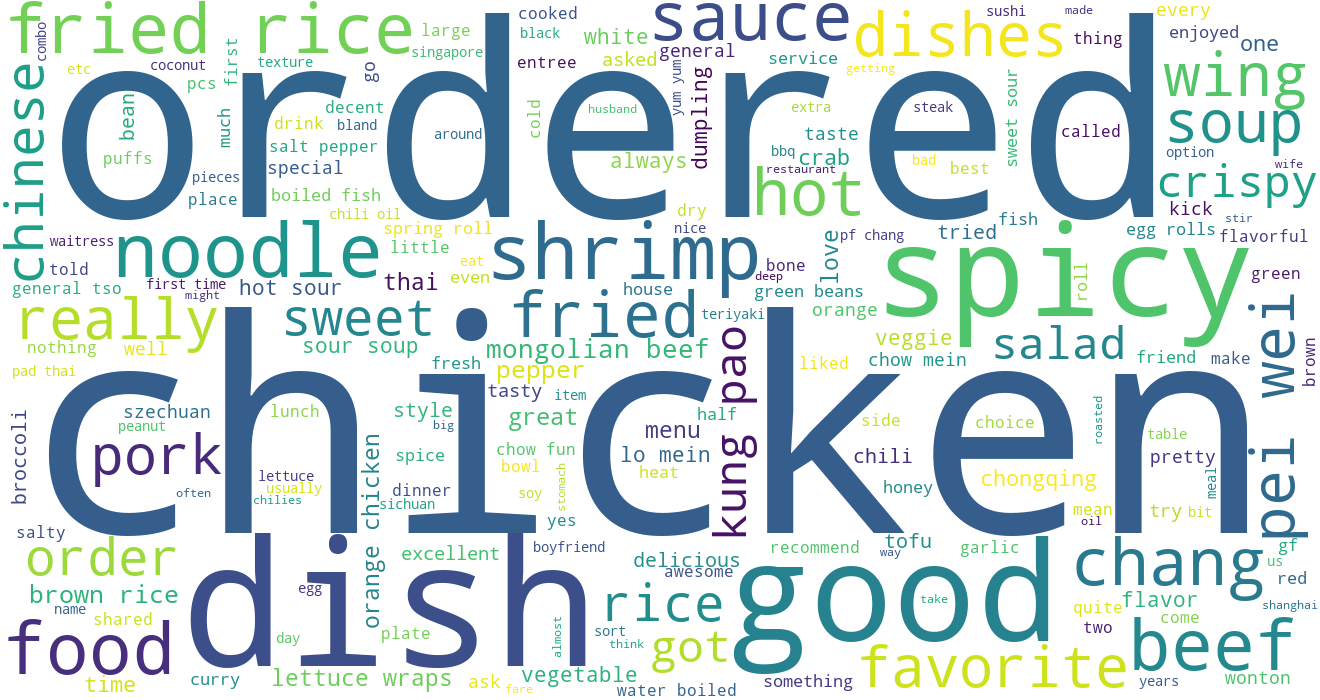 fried rice
ordered
sauce
dishes
every
made
sushi
thing
enjoyed
one
wing
soup
crispy
kick
combo
etc
coconut
pcs
first
texture
large
singapore
go
cooked
black
entree
white
asked
general
yum yum
service
getting
chinese
puffs
bean
much
drink
decent
bland
salt pepper
special
pieces
place
boiled fish
around
cold
husband
always
dumpling
extra
taste
bbq
crab
restaurant
hot
steak
bad
best
sweet sour
called
option
wife
chili oil
spring roll
little
dry
nice
love
pf chang
tried
fish
egg rolls
stir
flavorful
waitress
told
general tso
first time
might
noodle
hot sour
thai
eat
even
shrimp
house
bone
deep
green beans
orange
spicy
roll
green
really
sweet
fried
teriyaki
veggie
salad
nothing
well
sour soup
fresh
mongolian beef
pepper
liked
chow mein
friend
make
brown
pei wei
pad thai
chicken
tasty
item
kung pao
broccoli
szechuan
peanut
lunch
style
big
great
half
menu
side
choice
roasted
table
pork
spice
chow fun
bowl
lo mein
heat
chili
chongqing
pretty
meal
often
lettuce
usually
chilies
orange chicken
dinner
sichuan
soy
stomach
honey
mean
oil
try
bit
salty
yes
order
dish
excellent
boyfriend
delicious
recommend
way
tofu
garlic
chang
gf
us
brown rice
egg
awesome
good
red
shanghai
name
shared
rice
take
quite
flavor
come
two
food
day
plate
almost
sort
think
got
beef
time
curry
lettuce wraps
ask
fare
vegetable
water boiled
something
favorite
years
wonton